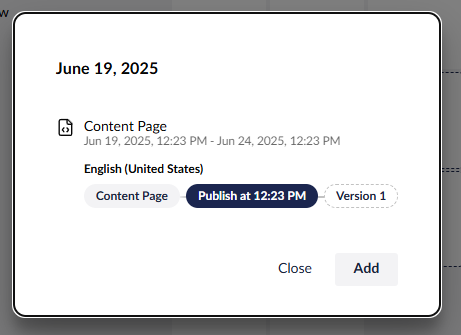 w
June 19, 2025
Content Page
Jun 19, 2025, 12:23 PM - Jun 24, 2025, 12:23 PM
English (United States)
Content Page Publish at 12:23 PM Version 1
Close Add